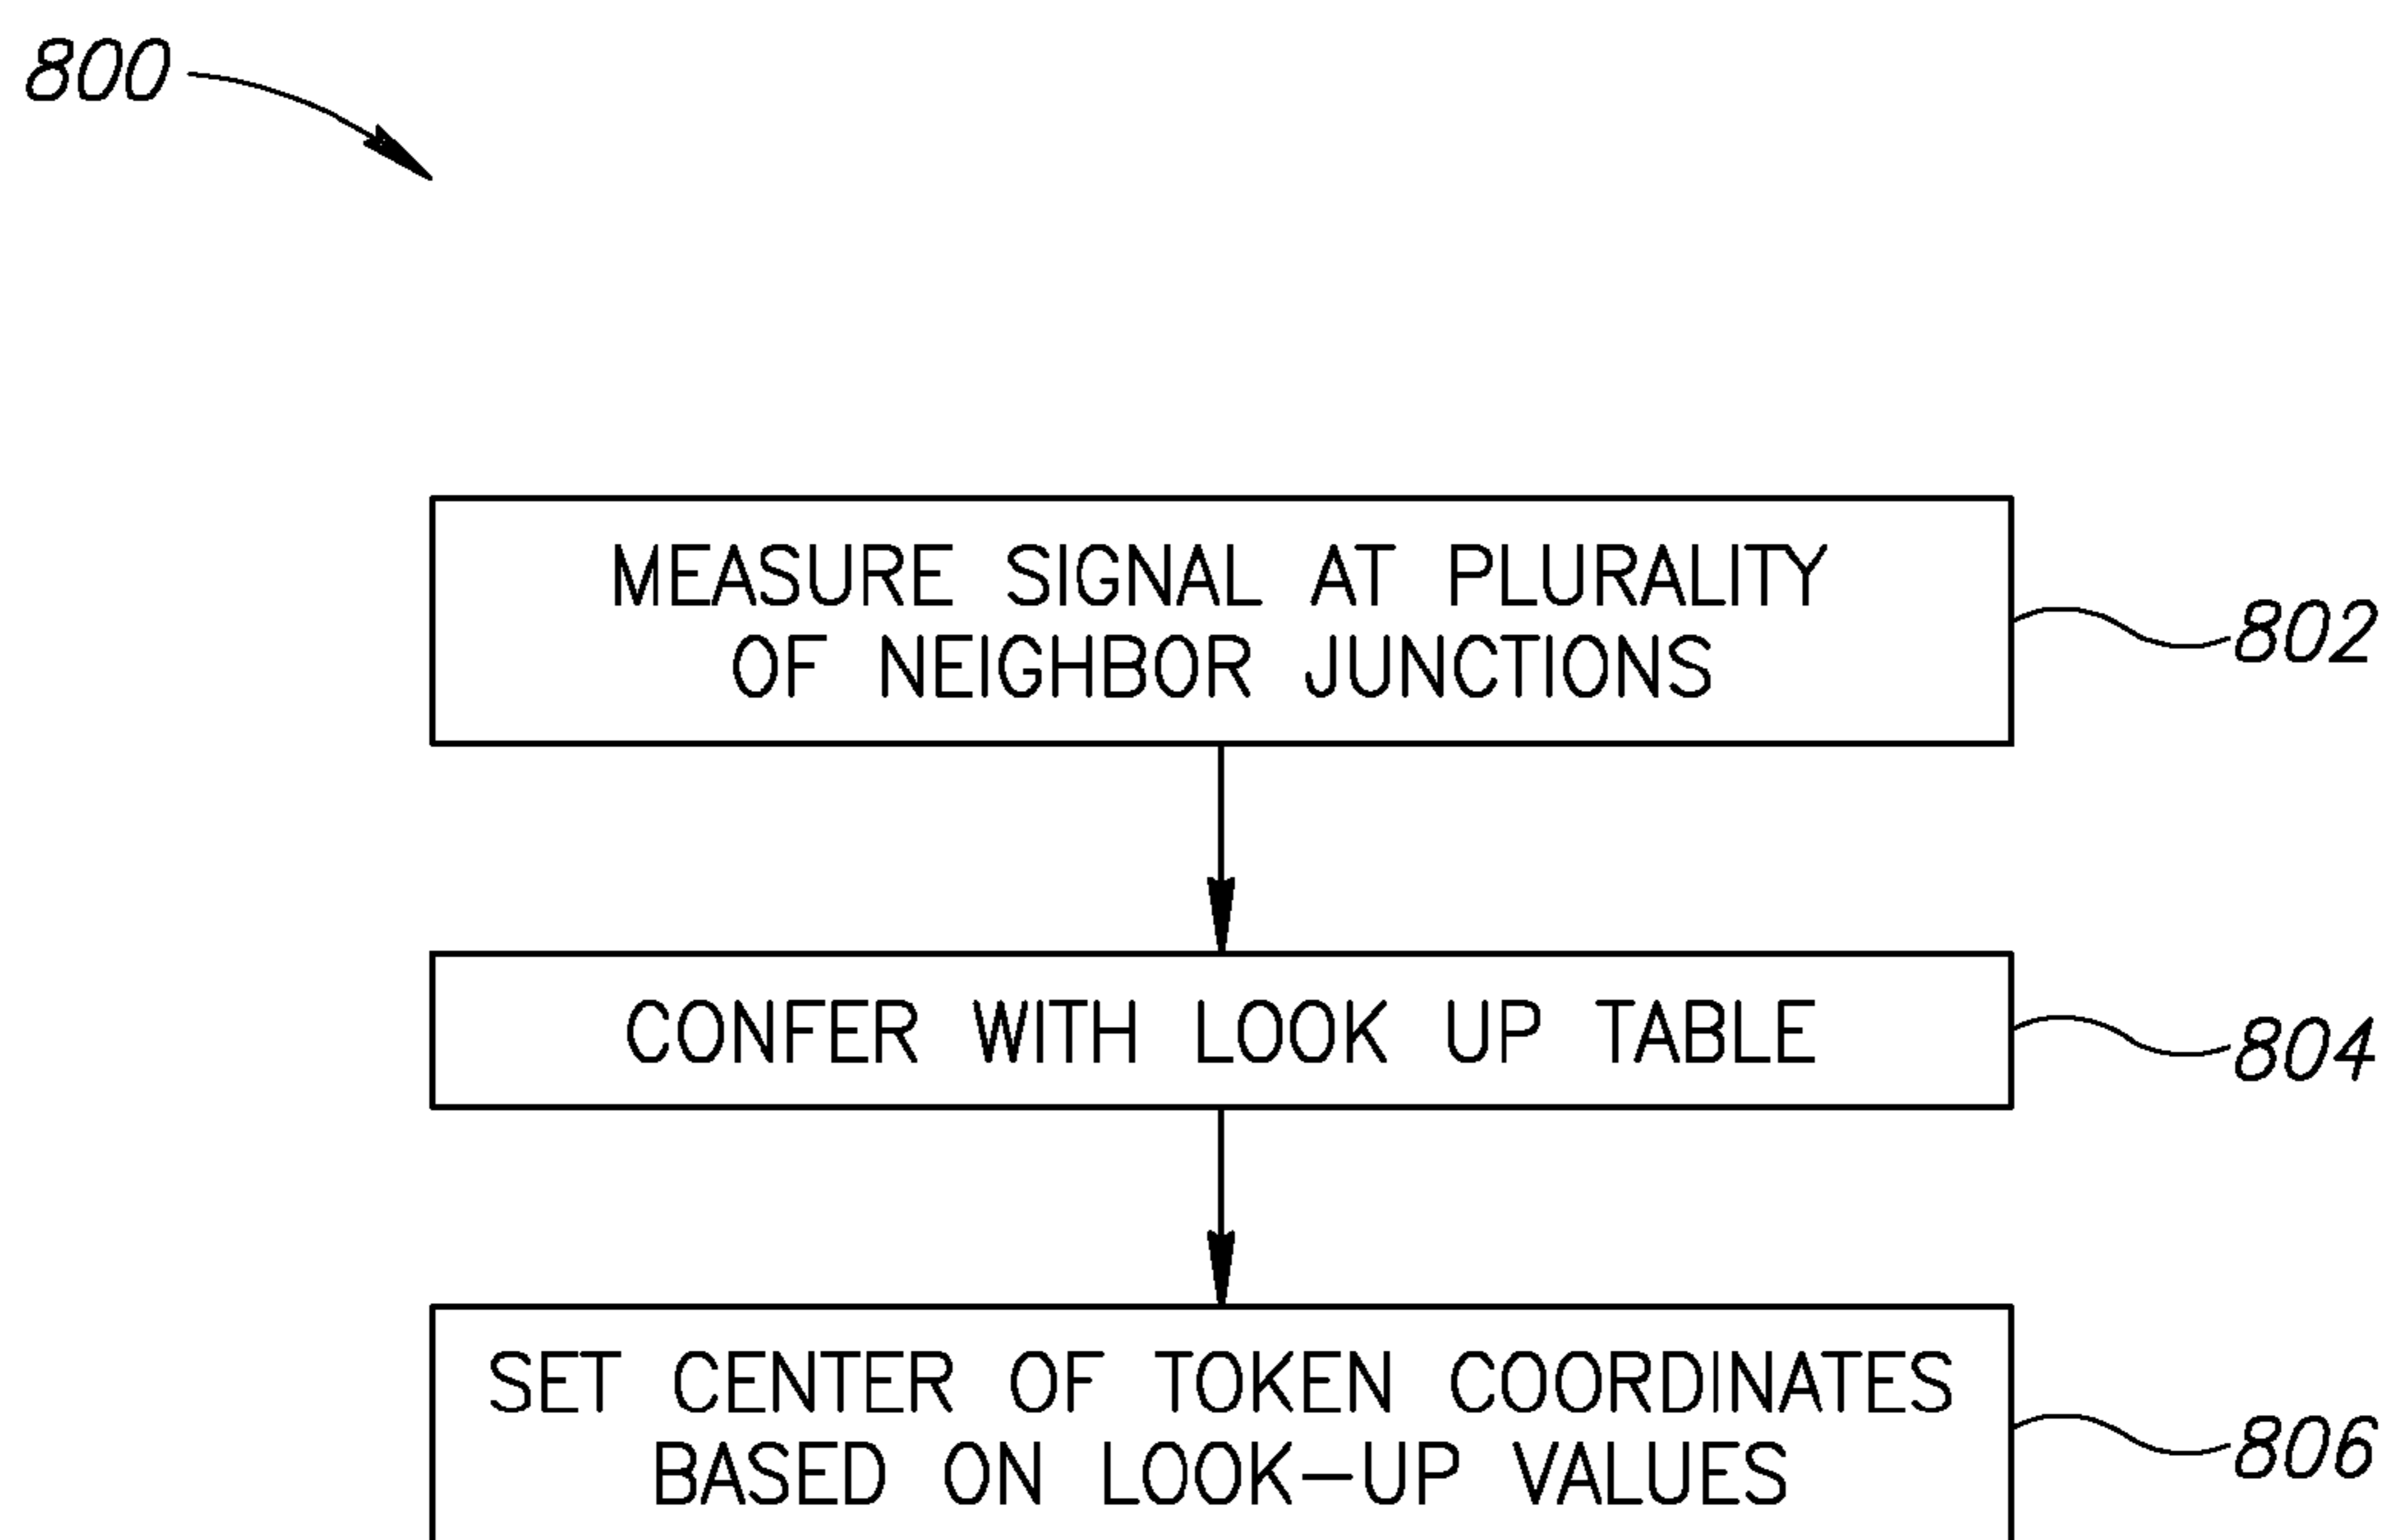 800
MEASURE SIGNAL AT PLURALITY
OF NEIGHBOR JUNCTIONS
802
CONFER WITH LOOK UP TABLE
804
SET CENTER OF TOKEN COORDINATES
BASED ON LOOK-UP VALUES
806